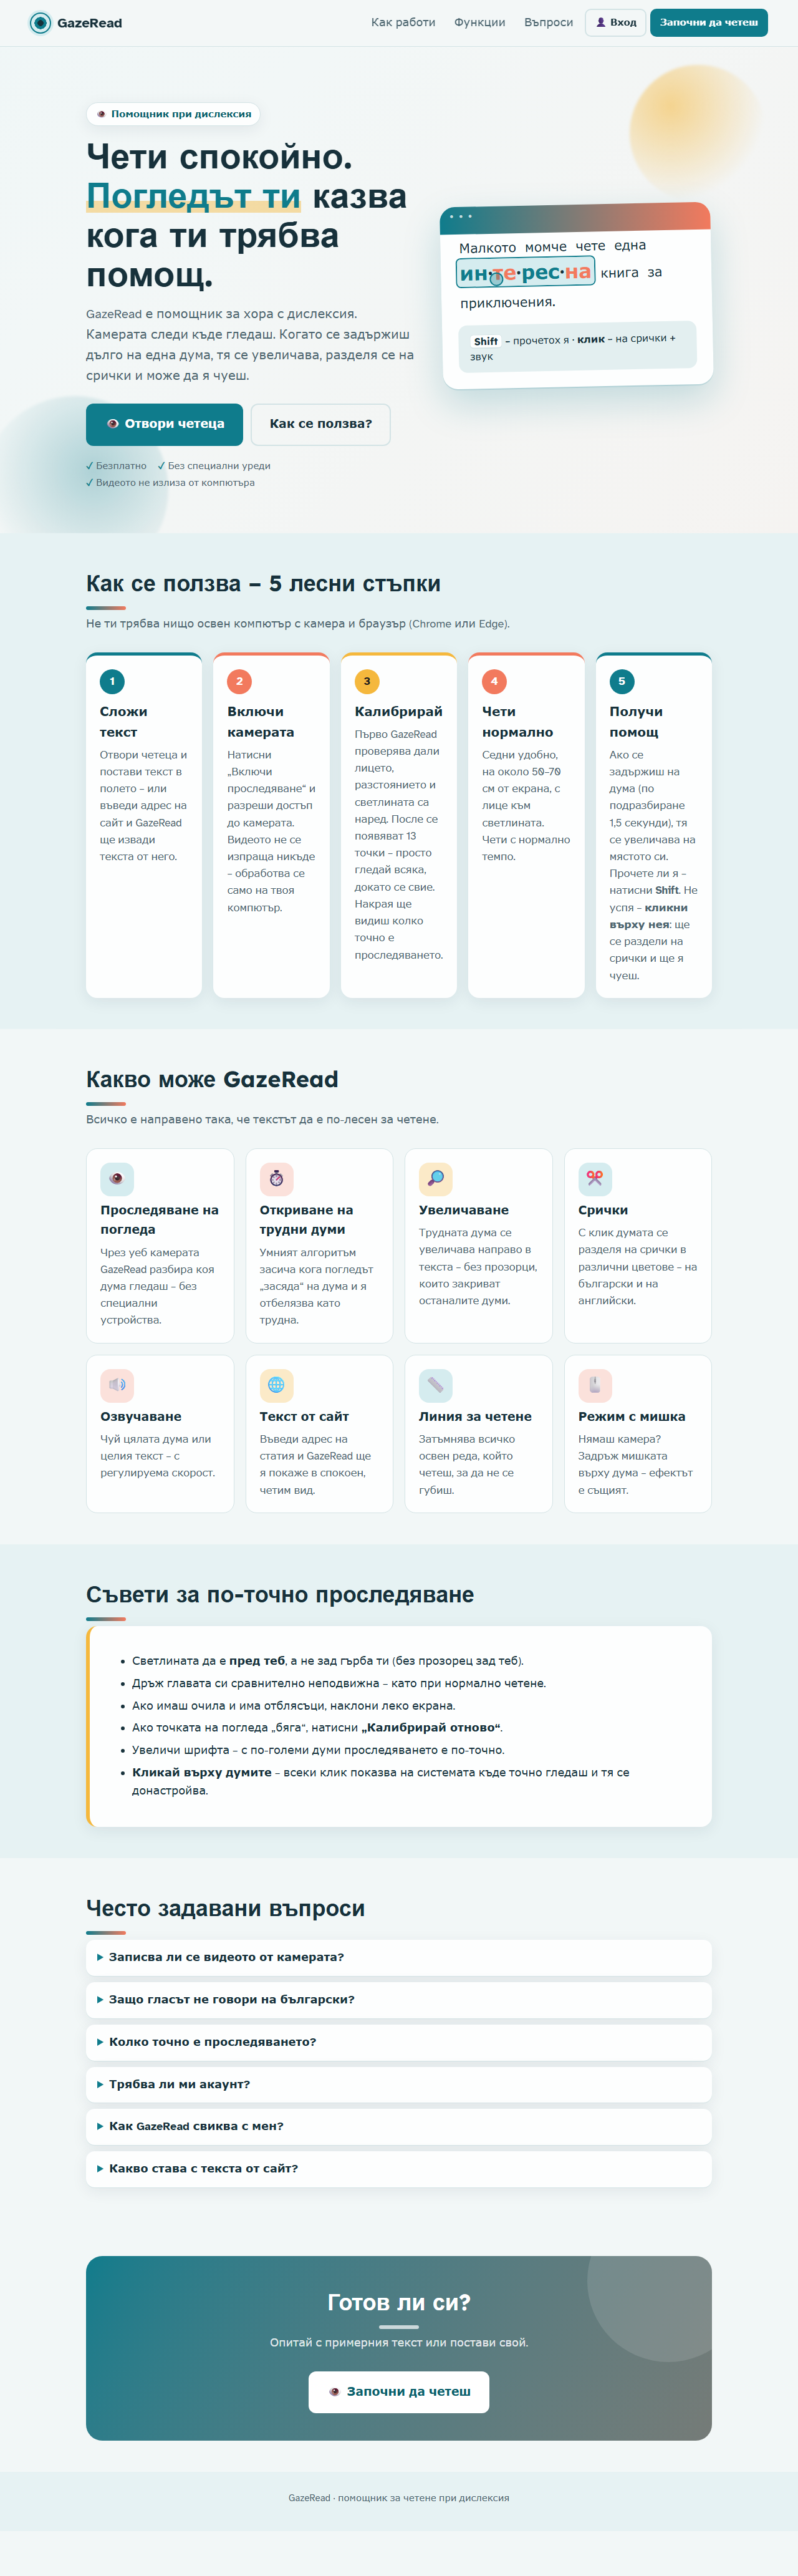 GazeRead
Как работи
Функции
Въпроси
Вход
Започни да четеш
Помощник при дислексия
Чети спокойно.
Погледът ти казва
кога ти трябва
помощ.
GazeRead е помощник за хора с дислексия.
Камерата следи къде гледаш. Когато се задържиш
дълго на една дума, тя се увеличава, разделя се на
срички и може да я чуеш.
Отвори четеца
Как се ползва?
✓ Безплатно ✓ Без специални уреди
✓ Видеото не излиза от компютъра
Малкото момче чете една
ин·те·рес·на книга за
приключения.
Shift – прочетох я · клик – на срички +
звук
Как се ползва – 5 лесни стъпки
Не ти трябва нищо освен компютър с камера и браузър (Chrome или Edge).
1
Сложи
текст
Отвори четеца и
постави текст в
полето – или
въведи адрес на
сайт и GazeRead
ще извади
текста от него.
2
Включи
камерата
Натисни
„Включи
проследяване“ и
разреши достъп
до камерата.
Видеото не се
изпраща никъде
– обработва се
само на твоя
компютър.
3
Калибрирай
Първо GazeRead
проверява дали
лицето,
разстоянието и
светлината са
наред. После се
появяват 13
точки – просто
гледай всяка,
докато се свие.
Накрая ще
видиш колко
точно е
проследяването.
4
Чети
нормално
Седни удобно,
на около 50–70
см от екрана, с
лице към
светлината.
Чети с нормално
темпо.
5
Получи
помощ
Ако се
задържиш на
дума (по
подразбиране
1,5 секунди), тя
се увеличава на
мястото си.
Прочете ли я –
натисни Shift. Не
успя – кликни
върху нея: ще
се раздели на
срички и ще я
чуеш.
Какво може GazeRead
Всичко е направено така, че текстът да е по-лесен за четене.
Проследяване на
погледа
Чрез уеб камерата
GazeRead разбира коя
дума гледаш – без
специални
устройства.
Откриване на
трудни думи
Умният алгоритъм
засича кога погледът
„засяда“ на дума и я
отбелязва като
трудна.
Увеличаване
Трудната дума се
увеличава направо в
текста – без прозорци,
които закриват
останалите думи.
Срички
С клик думата се
разделя на срички в
различни цветове – на
български и на
английски.
Озвучаване
Чуй цялата дума или
целия текст – с
регулируема скорост.
Текст от сайт
Въведи адрес на
статия и GazeRead ще
я покаже в спокоен,
четим вид.
Линия за четене
Затъмнява всичко
освен реда, който
четеш, за да не се
губиш.
Режим с мишка
Нямаш камера?
Задръж мишката
върху дума – ефектът
е същият.
Съвети за по-точно проследяване
• Светлината да е пред теб, а не зад гърба ти (без прозорец зад теб).
• Дръж главата си сравнително неподвижна – като при нормално четене.
• Ако имаш очила и има отблясъци, наклони леко екрана.
• Ако точката на погледа „бяга“, натисни „Калибрирай отново“.
• Увеличи шрифта – с по-големи думи проследяването е по-точно.
• Кликай върху думите – всеки клик показва на системата къде точно гледаш и тя се
донастройва.
Често задавани въпроси
Записва ли се видеото от камерата?
Защо гласът не говори на български?
Колко точно е проследяването?
Трябва ли ми акаунт?
Как GazeRead свиква с мен?
Какво става с текста от сайт?
Готов ли си?
Опитай с примерния текст или постави свой.
Започни да четеш
GazeRead · помощник за четене при дислексия